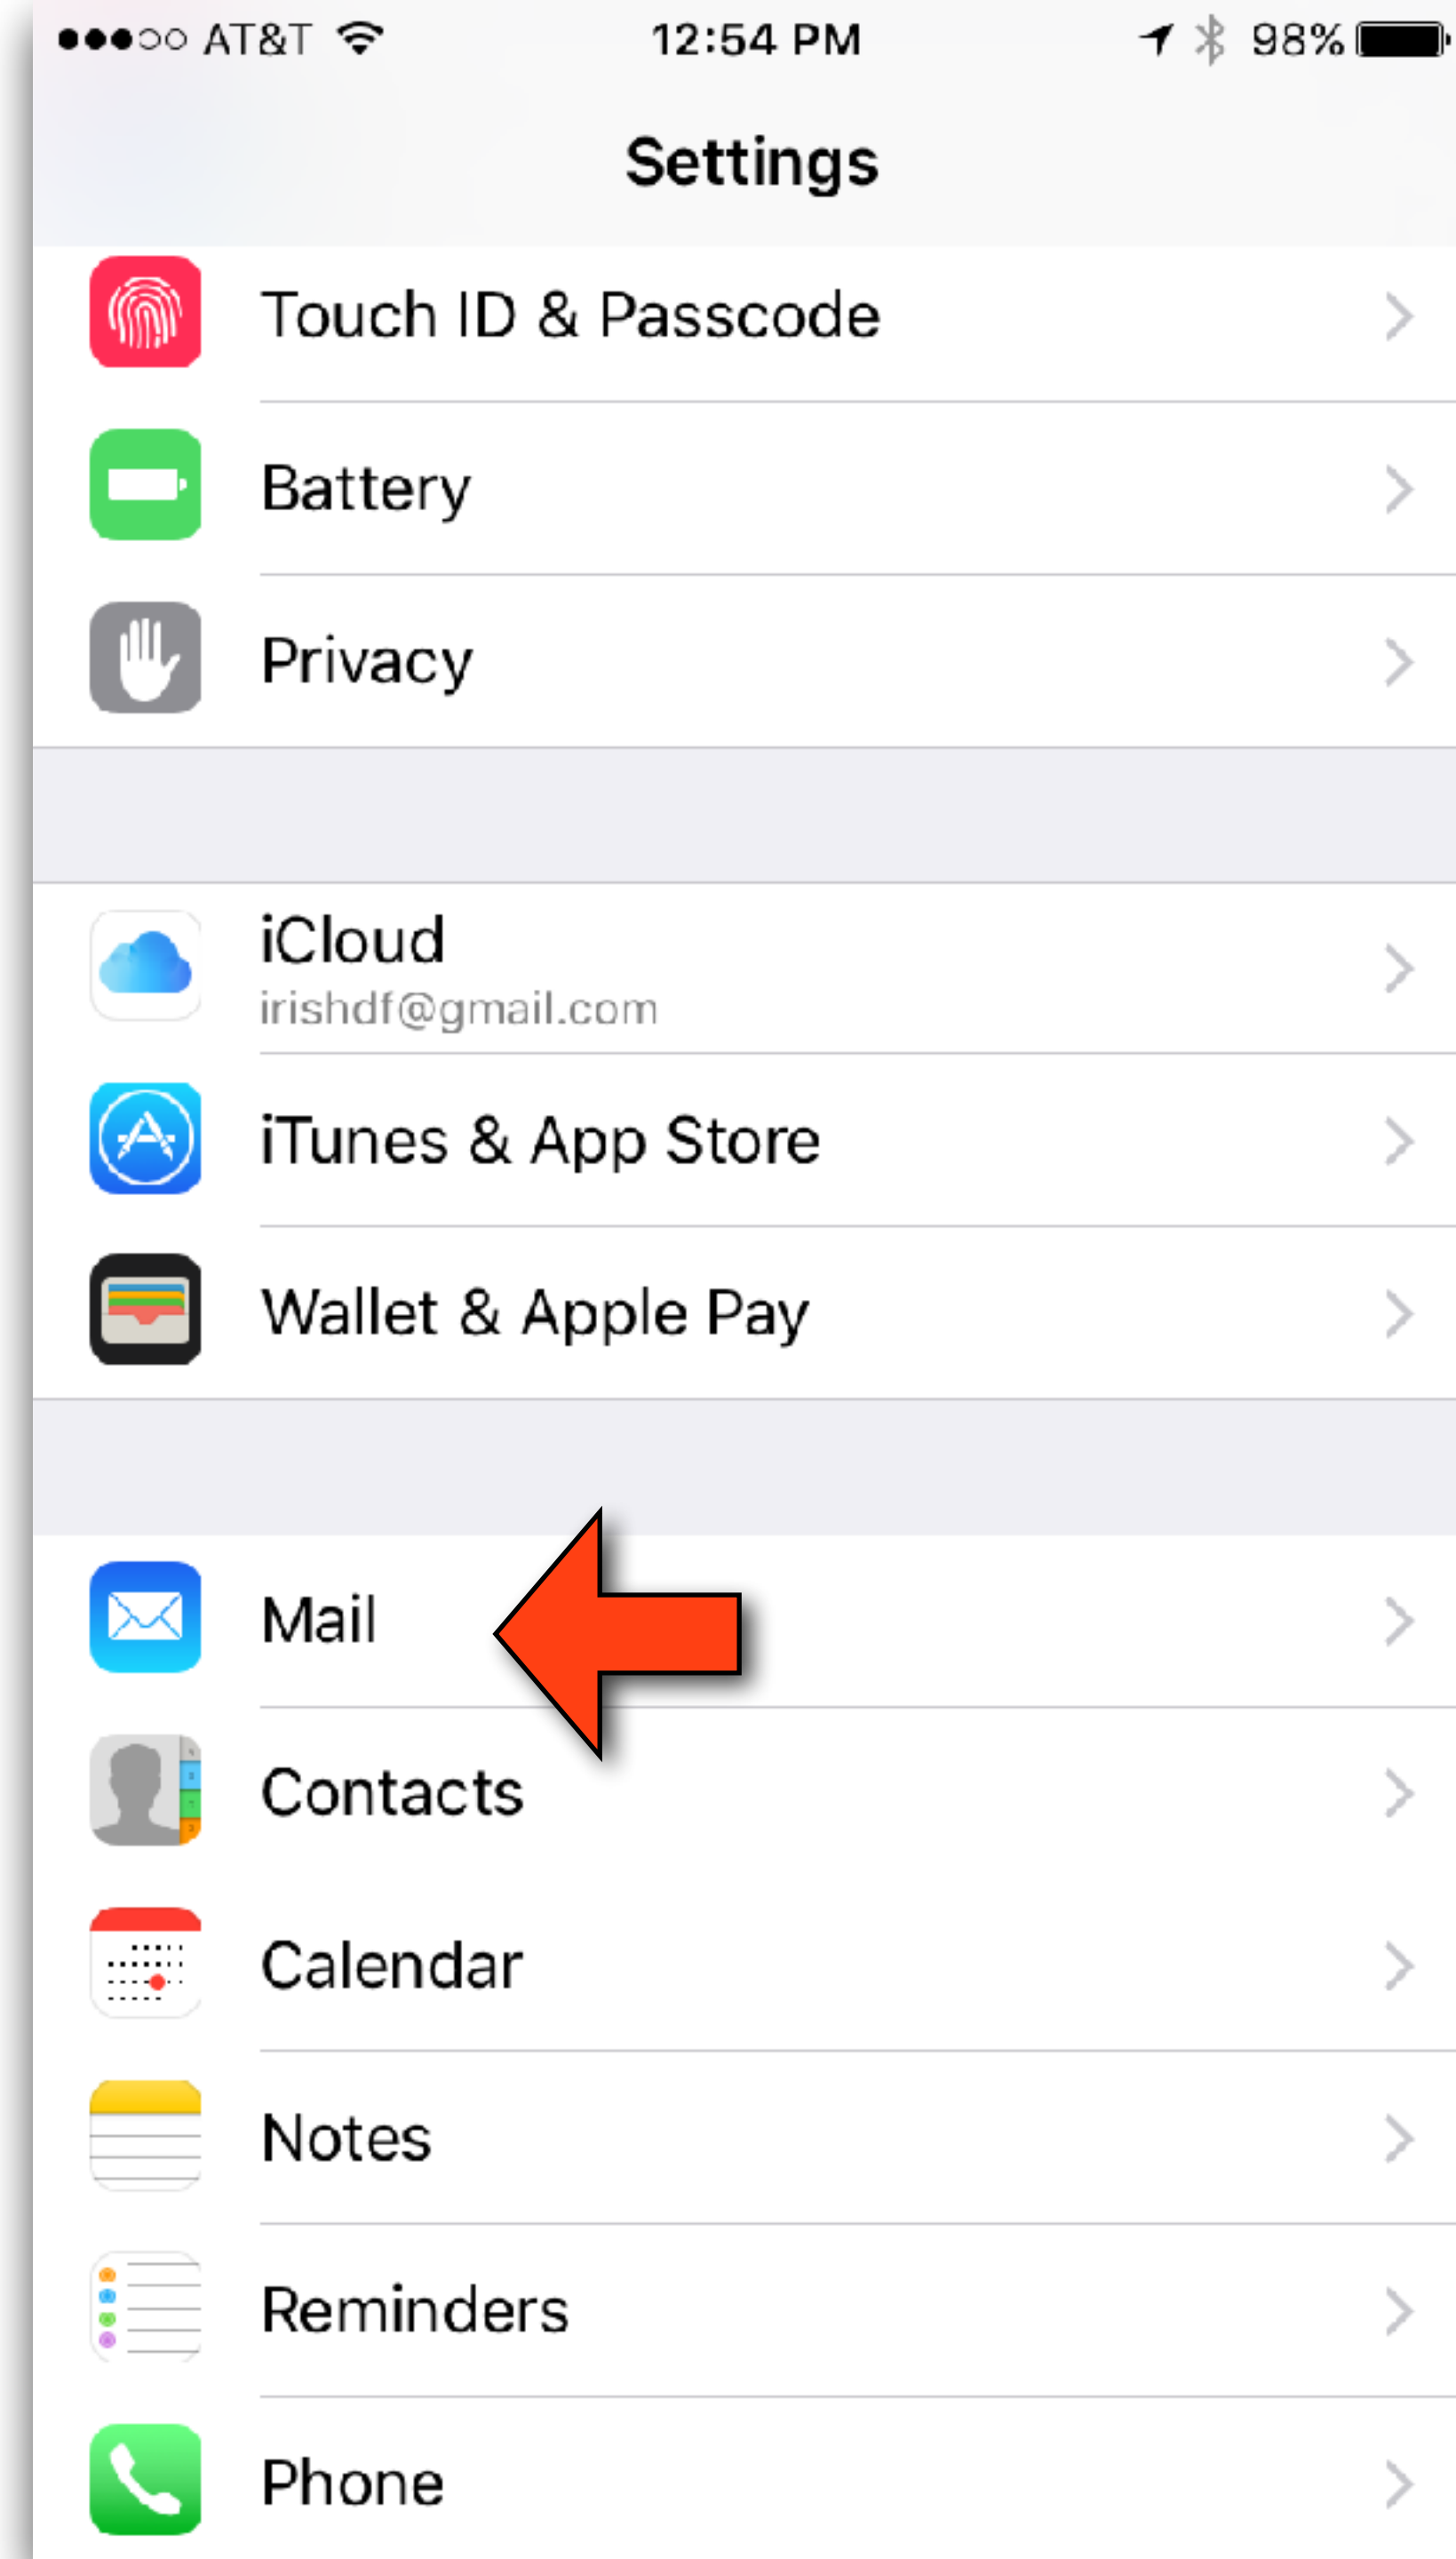 AT&T 12:54 PM 98%
Settings
Touch ID & Passcode
Battery
Privacy
iCloud
irishdf@gmail.com
iTunes & App Store
Wallet & Apple Pay
Mail
Contacts
Calendar
Notes
Reminders
Phone